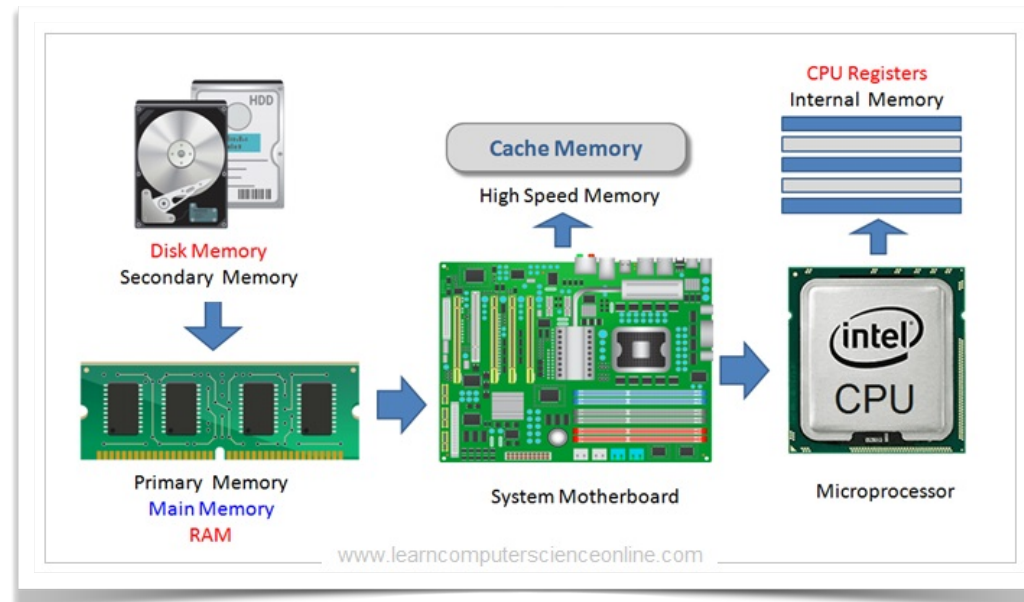 HDD
Disk Memory
Secondary Memory
Primary Memory
Main Memory
RAM
Cache Memory
High Speed Memory
System Motherboard
CPU Registers
Internal Memory
intel
CPU
Microprocessor
www.learncomputerscienceonline.com